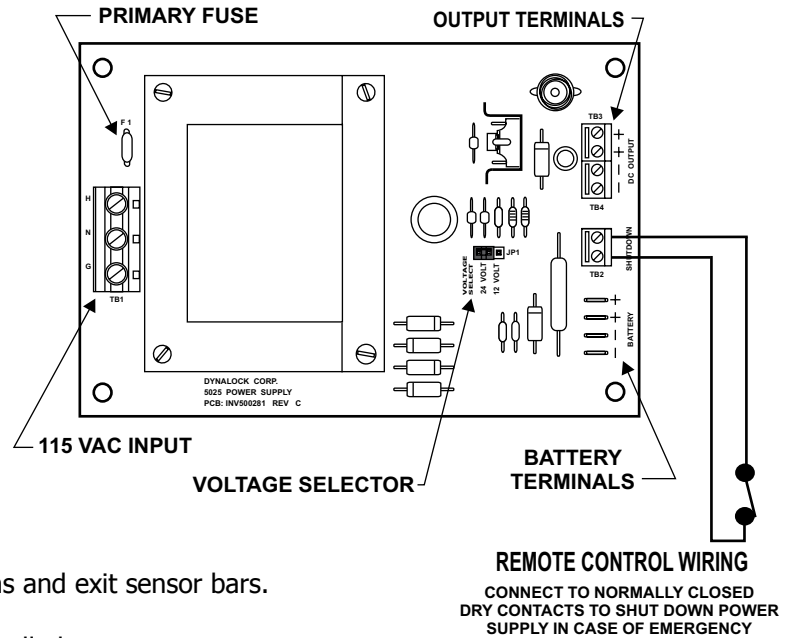 PRIMARY FUSE
OUTPUT TERMINALS
F 1
TB3
+
+
-
-
DC OUTPUT
TB4
H
N
G
TB1
SHUTDOWN
TB2
JP1
VOLTAGE
SELECT
24 VOLT
12 VOLT
+
+
-
-
BATTERY
DYNALOCK CORP.
5025 POWER SUPPLY
PCB: INV500281 REV C
115 VAC INPUT
VOLTAGE SELECTOR
BATTERY
TERMINALS
REMOTE CONTROL WIRING
CONNECT TO NORMALLY CLOSED
DRY CONTACTS TO SHUT DOWN POWER
SUPPLY IN CASE OF EMERGENCY
and exit sensor bars.